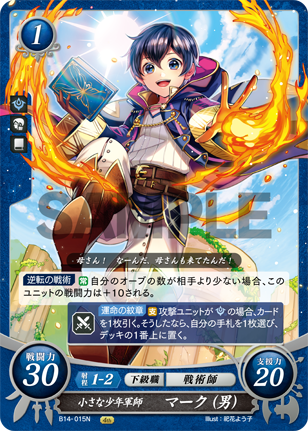 1
SAMPLE
母さん! なーんだ、母さんも来てたんだ!
逆転の戦術 常 自分のオーブの数が相手より少ない場合、この
ユニットの戦闘力は+10される。
運命の紋章 支 攻撃ユニットが の場合、カード
を1枚引く。そうしたなら、自分の手札を1枚選び、
デッキの1番上に置く。
戦闘力
30
射程 1-2 下級職 戦術師
支援力
20
小さな少年軍師 マーク(男)
B14-015N
Illust:紀花よう子